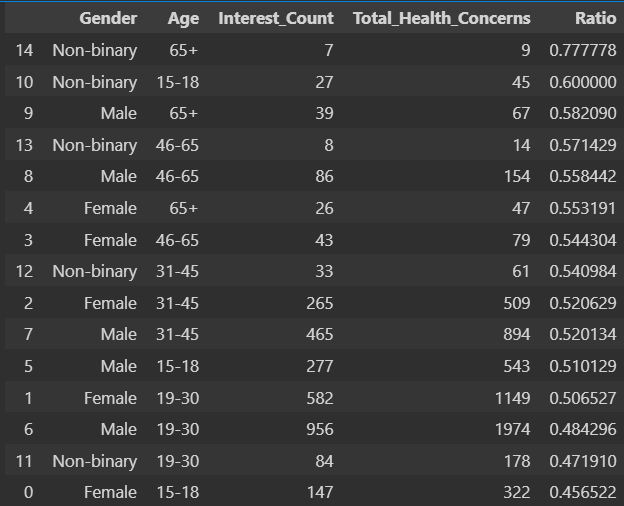 Gender Age Interest_Count Total_Health_Concerns Ratio
14 Non-binary 65+ 7 9 0.777778
10 Non-binary 15-18 27 45 0.600000
9 Male 65+ 39 67 0.582090
13 Non-binary 46-65 8 14 0.571429
8 Male 46-65 86 154 0.558442
4 Female 65+ 26 47 0.553191
3 Female 46-65 43 79 0.544304
12 Non-binary 31-45 33 61 0.540984
2 Female 31-45 265 509 0.520629
7 Male 31-45 465 894 0.520134
5 Male 15-18 277 543 0.510129
1 Female 19-30 582 1149 0.506527
6 Male 19-30 956 1974 0.484296
11 Non-binary 19-30 84 178 0.471910
0 Female 15-18 147 322 0.456522